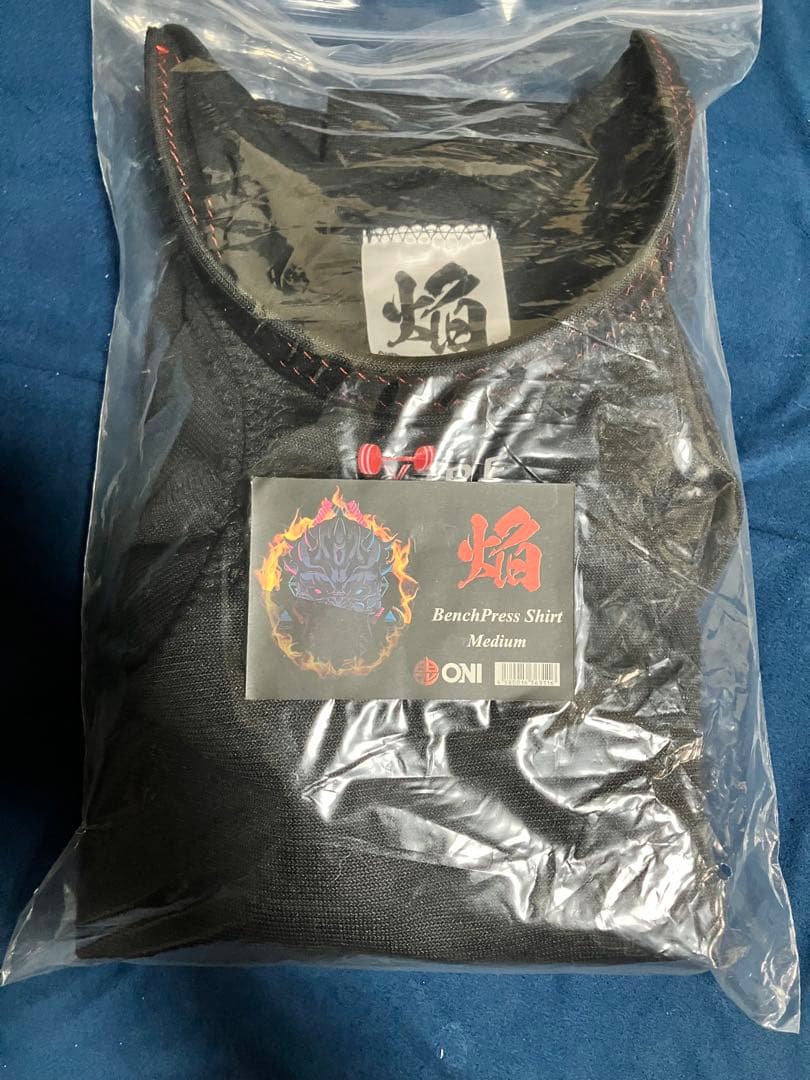 焔
焔
BenchPress Shirt
Medium
ONI